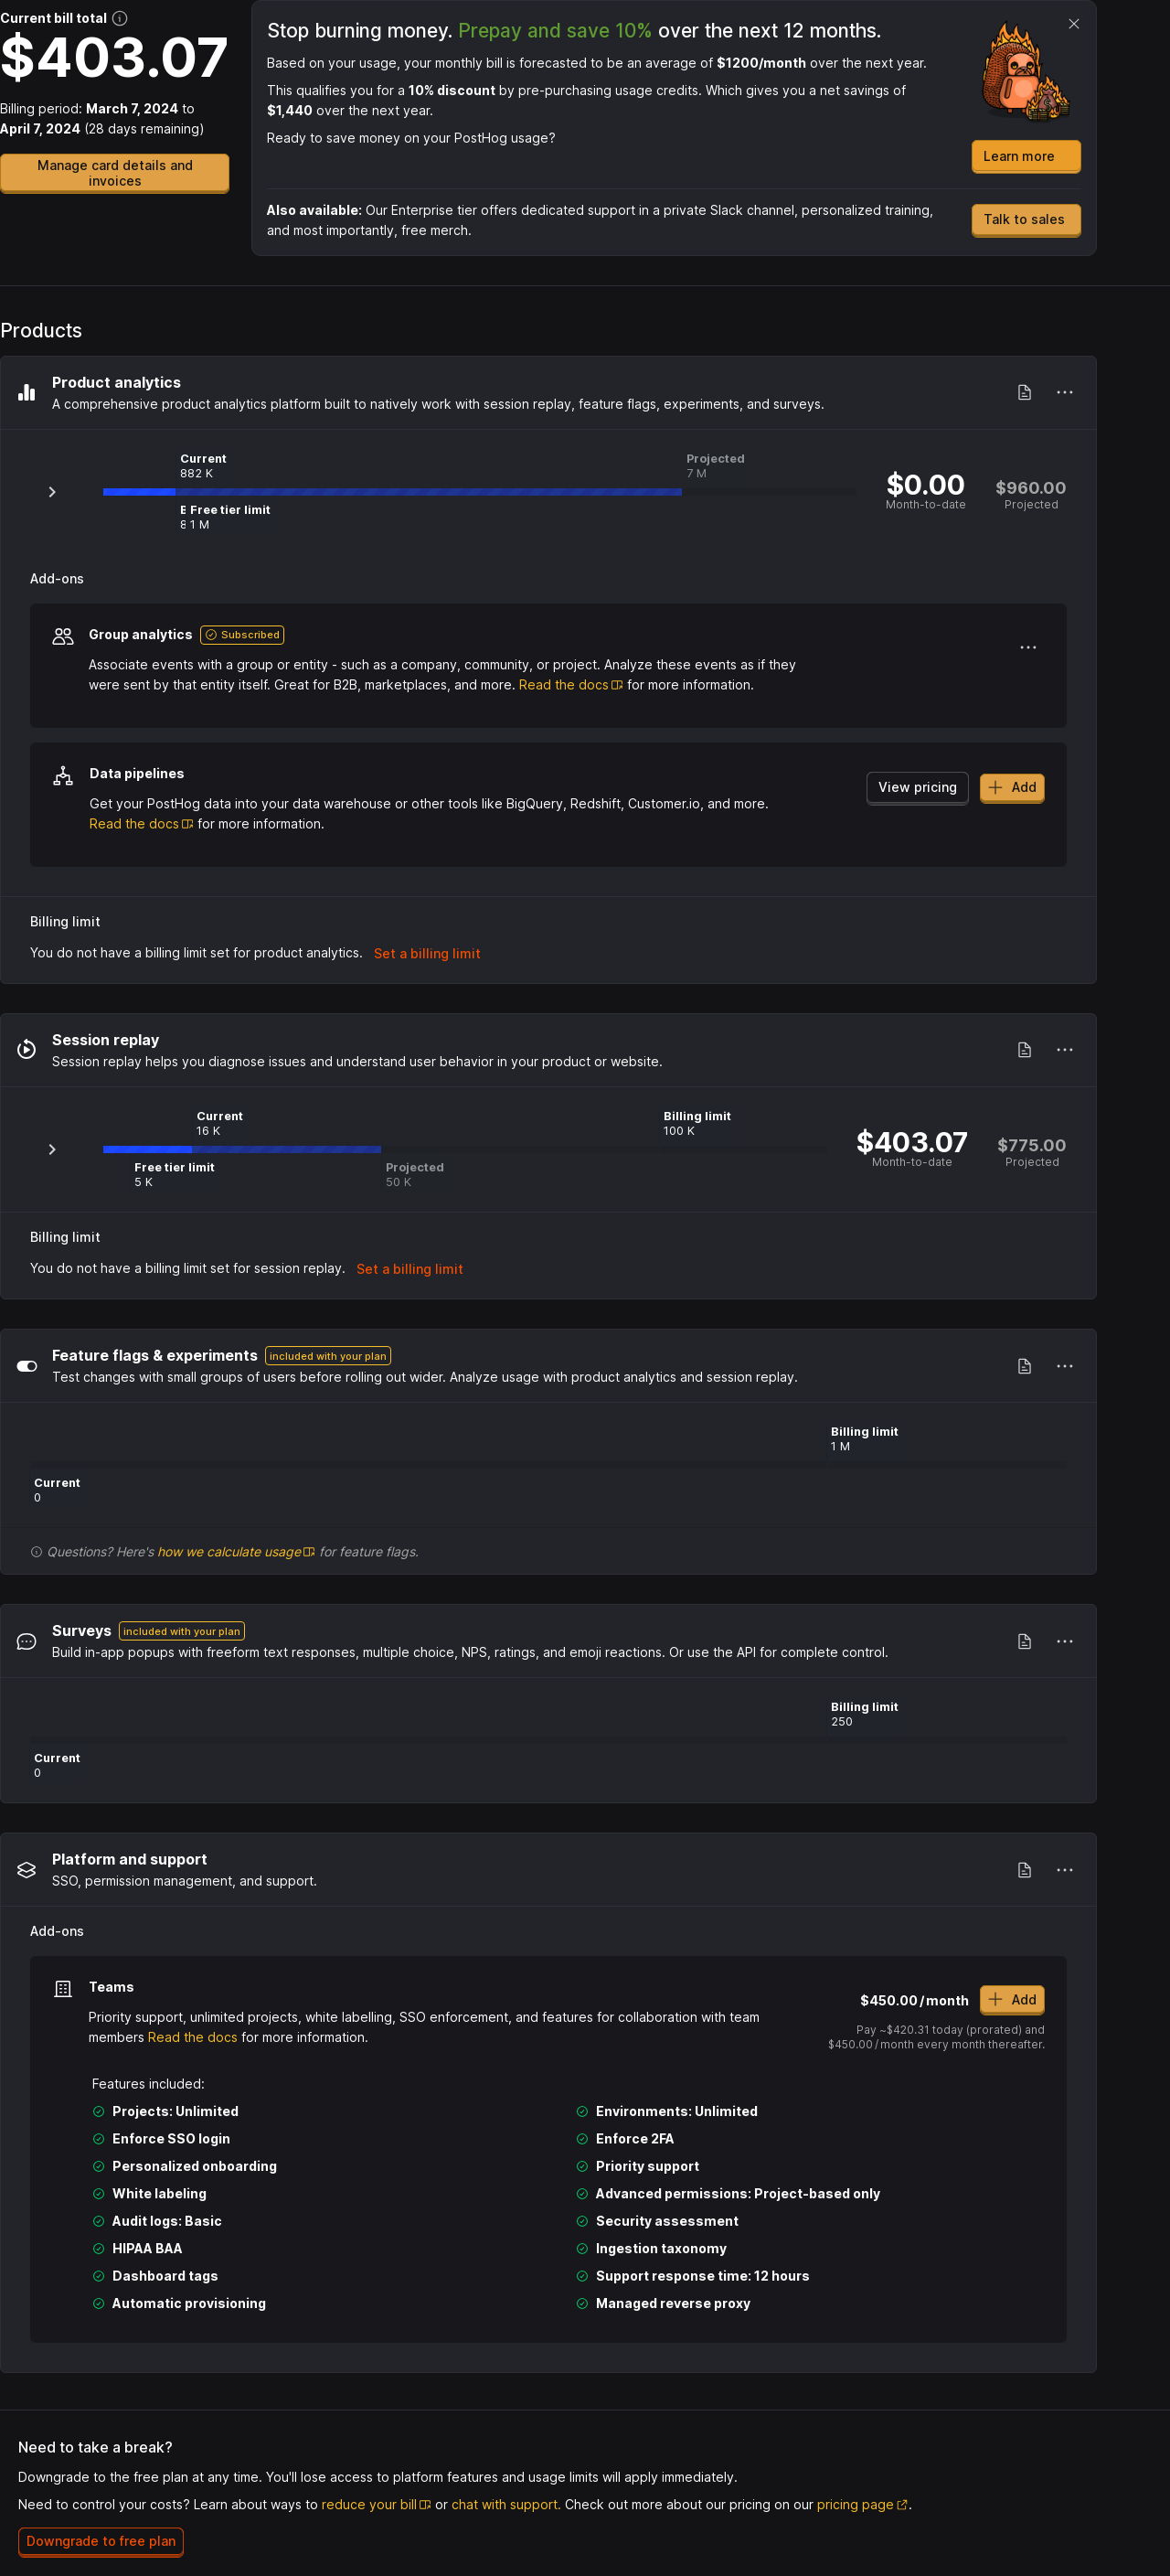 Current bill total
$403.07
Billing period: March 7, 2024 to
April 7, 2024 (28 days remaining)
Manage card details and
invoices
Stop burning money. Prepay and save 10% over the next 12 months.
Based on your usage, your monthly bill is forecasted to be an average of $1200/month over the next year.
This qualifies you for a 10% discount by pre-purchasing usage credits. Which gives you a net savings of
$1,440 over the next year.
Ready to save money on your PostHog usage?
Learn more
Also available: Our Enterprise tier offers dedicated support in a private Slack channel, personalized training,
and most importantly, free merch.
Talk to sales
Products
Product analytics
A comprehensive product analytics platform built to natively work with session replay, feature flags, experiments, and surveys.
Current
882 K
Projected
7 M
Free tier limit
1 M
$0.00
Month-to-date
$960.00
Projected
Add-ons
Group analytics
Subscribed
Associate events with a group or entity - such as a company, community, or project. Analyze these events as if they
were sent by that entity itself. Great for B2B, marketplaces, and more. Read the docs for more information.
Data pipelines
Get your PostHog data into your data warehouse or other tools like BigQuery, Redshift, Customer.io, and more.
Read the docs for more information.
View pricing
Add
Billing limit
You do not have a billing limit set for product analytics. Set a billing limit
Session replay
Session replay helps you diagnose issues and understand user behavior in your product or website.
Current
16 K
Billing limit
100 K
Free tier limit
5 K
Projected
50 K
$403.07
Month-to-date
$775.00
Projected
Billing limit
You do not have a billing limit set for session replay. Set a billing limit
Feature flags & experiments
included with your plan
Test changes with small groups of users before rolling out wider. Analyze usage with product analytics and session replay.
Billing limit
1 M
Current
0
Questions? Here's how we calculate usage for feature flags.
Surveys
included with your plan
Build in-app popups with freeform text responses, multiple choice, NPS, ratings, and emoji reactions. Or use the API for complete control.
Billing limit
250
Current
0
Platform and support
SSO, permission management, and support.
Add-ons
Teams
Priority support, unlimited projects, white labelling, SSO enforcement, and features for collaboration with team
members Read the docs for more information.
$450.00/month
Add
Pay ~$420.31 today (prorated) and
$450.00/month every month thereafter.
Features included:
Projects: Unlimited
Environments: Unlimited
Enforce SSO login
Enforce 2FA
Personalized onboarding
Priority support
White labeling
Advanced permissions: Project-based only
Audit logs: Basic
Security assessment
HIPAA BAA
Ingestion taxonomy
Dashboard tags
Support response time: 12 hours
Automatic provisioning
Managed reverse proxy
Need to take a break?
Downgrade to the free plan at any time. You'll lose access to platform features and usage limits will apply immediately.
Need to control your costs? Learn about ways to reduce your bill or chat with support. Check out more about our pricing on our pricing page.
Downgrade to free plan